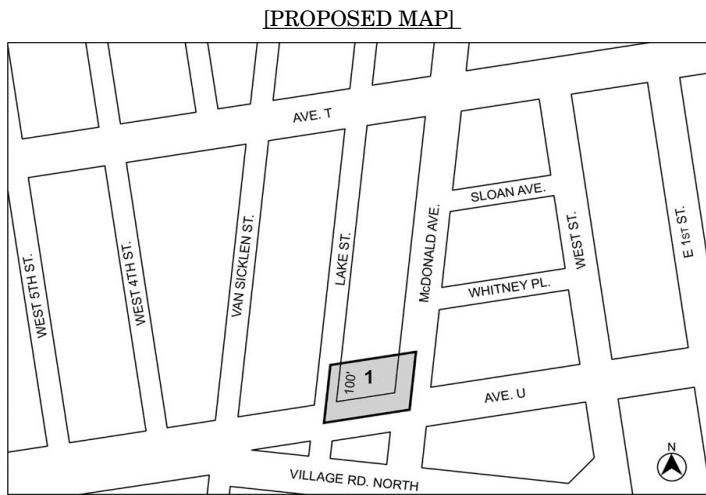 [PROPOSED MAP]
AVE. T
SLOAN AVE.
McDONALD AVE.
LAKE ST.
VAN SICKLEN ST.
WEST 4TH ST.
WEST 5TH ST.
WEST ST.
E 1ST ST.
WHITNEY PL.
100'
1
AVE. U
N
VILLAGE RD. NORTH